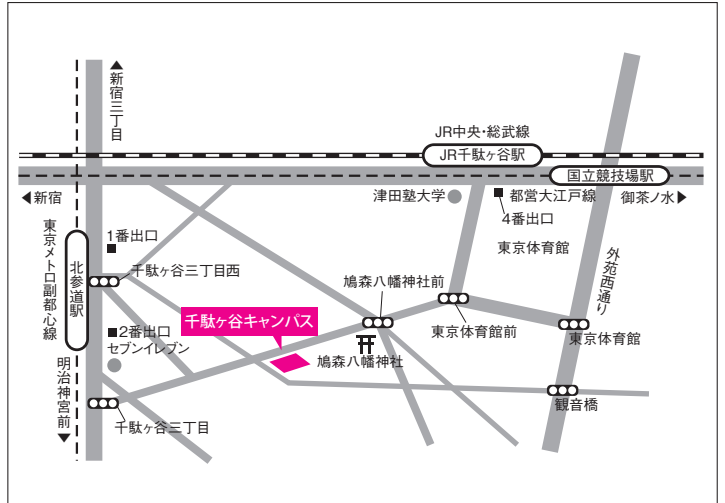 ▲新宿三丁目
JR中央・総武線
JR千駄ヶ谷駅
国立競技場駅
◀新宿
津田塾大学
都営大江戸線
4番出口
御茶ノ水▶
東京メトロ副都心線
北参道駅
1番出口
東京体育館
外苑西通り
千駄ヶ谷三丁目西
鳩森八幡神社前
千駄ヶ谷キャンパス
2番出口
セブンイレブン
東京体育館前
東京体育館
鳩森八幡神社
明治神宮前▼
観音橋
千駄ヶ谷三丁目